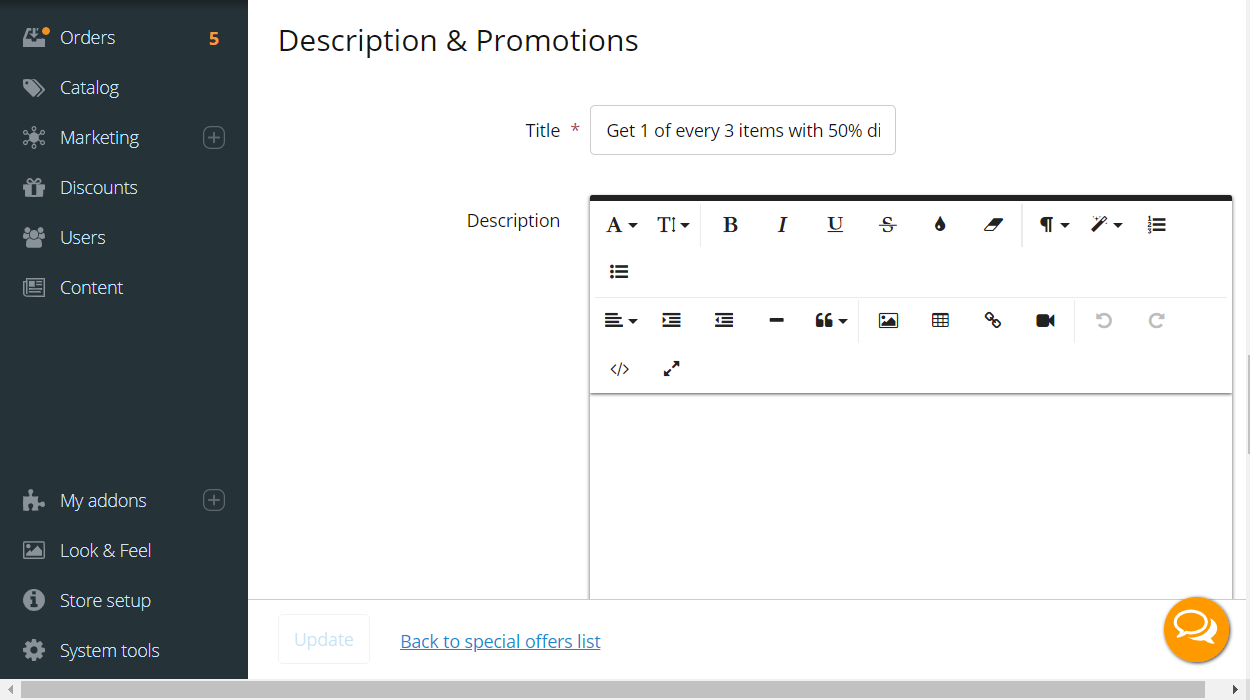 Orders 5
Catalog
Marketing
Discounts
Users
Content
My addons
Look & Feel
Store setup
System tools
Description & Promotions
Title *
Get 1 of every 3 items with 50% di
Description
Update
Back to special offers list